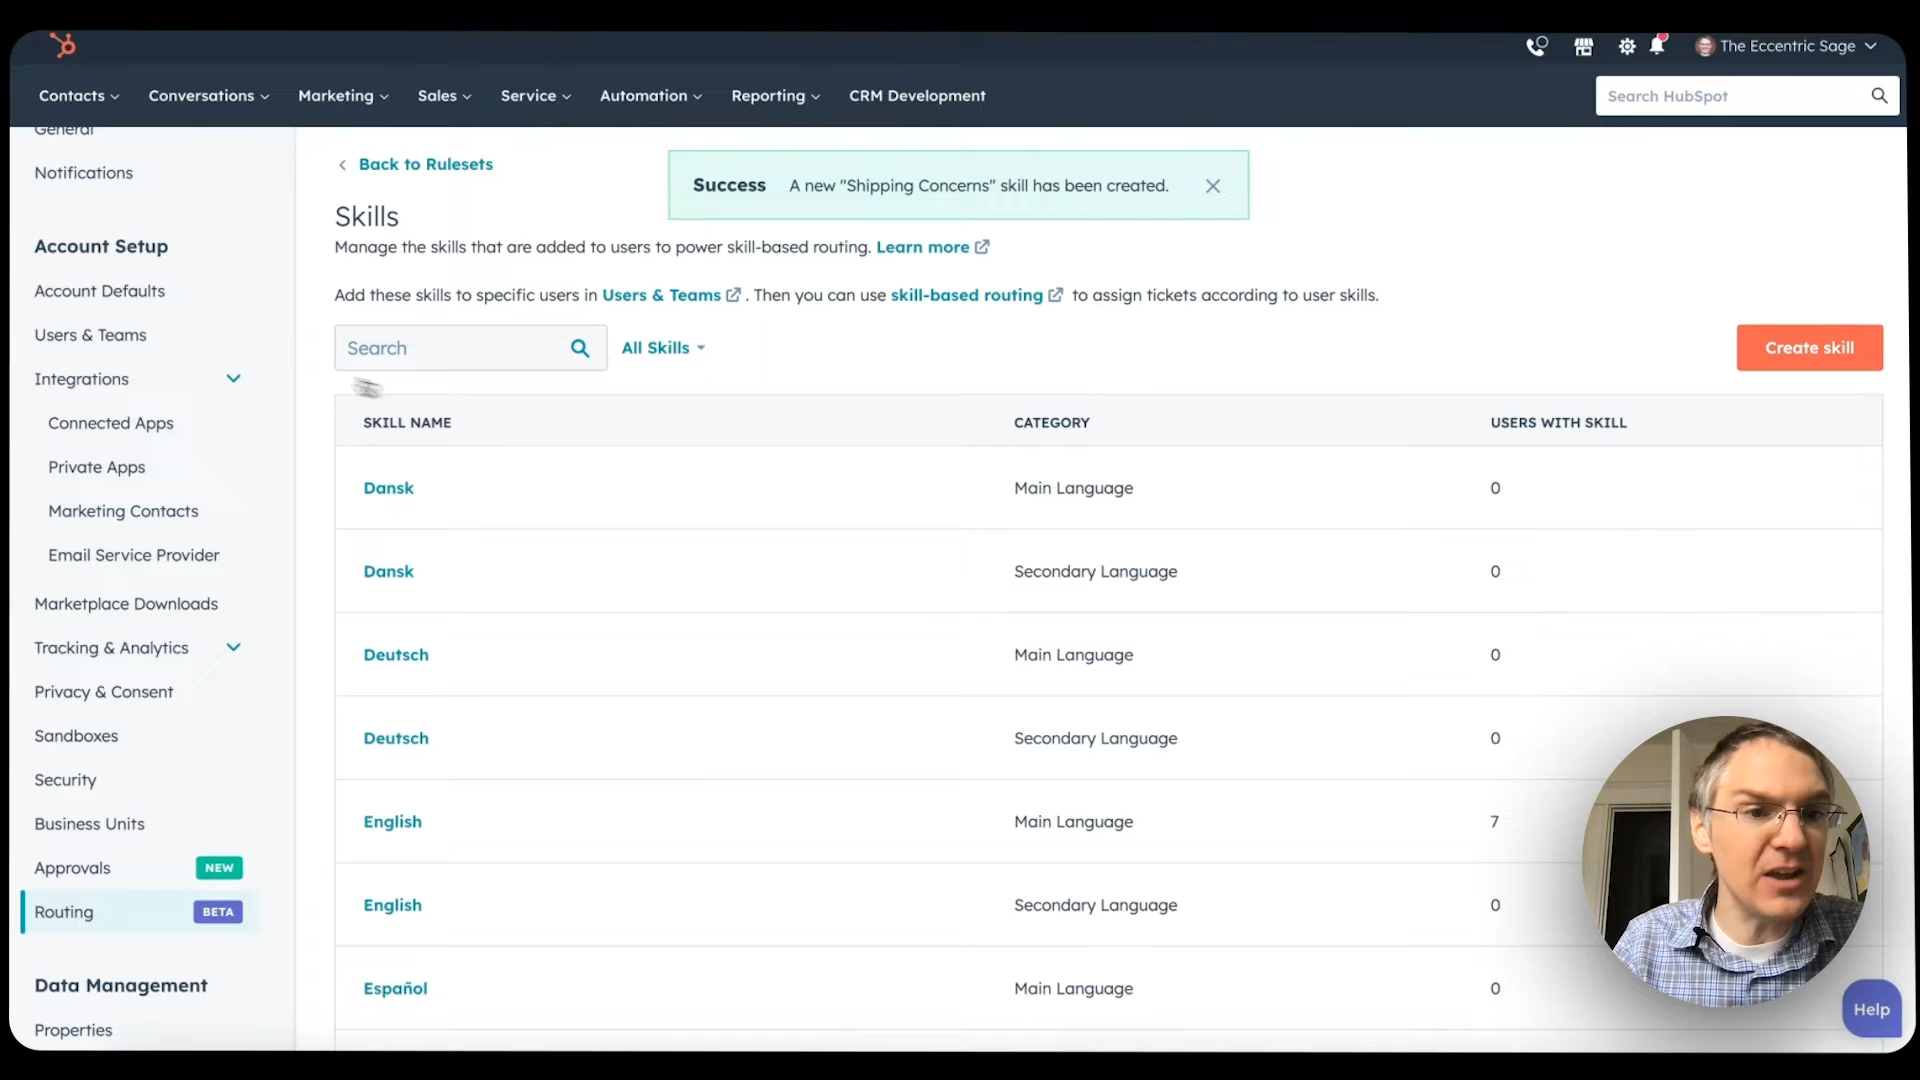 The Eccentric Sage
Contacts
Conversations
Marketing
Sales
Service
Automation
Reporting
CRM Development
Search HubSpot
General
Notifications
Account Setup
Account Defaults
Users & Teams
Integrations
Connected Apps
Private Apps
Marketing Contacts
Email Service Provider
Marketplace Downloads
Tracking & Analytics
Privacy & Consent
Sandboxes
Security
Business Units
Approvals NEW
Routing BETA
Data Management
Properties
Back to Rulesets
Success A new "Shipping Concerns" skill has been created.
Skills
Manage the skills that are added to users to power skill-based routing. Learn more
Add these skills to specific users in Users & Teams . Then you can use skill-based routing to assign tickets according to user skills.
Search
All Skills
Create skill
SKILL NAME CATEGORY USERS WITH SKILL
Dansk Main Language 0
Dansk Secondary Language 0
Deutsch Main Language 0
Deutsch Secondary Language 0
English Main Language 7
English Secondary Language 0
Español Main Language 0
Help